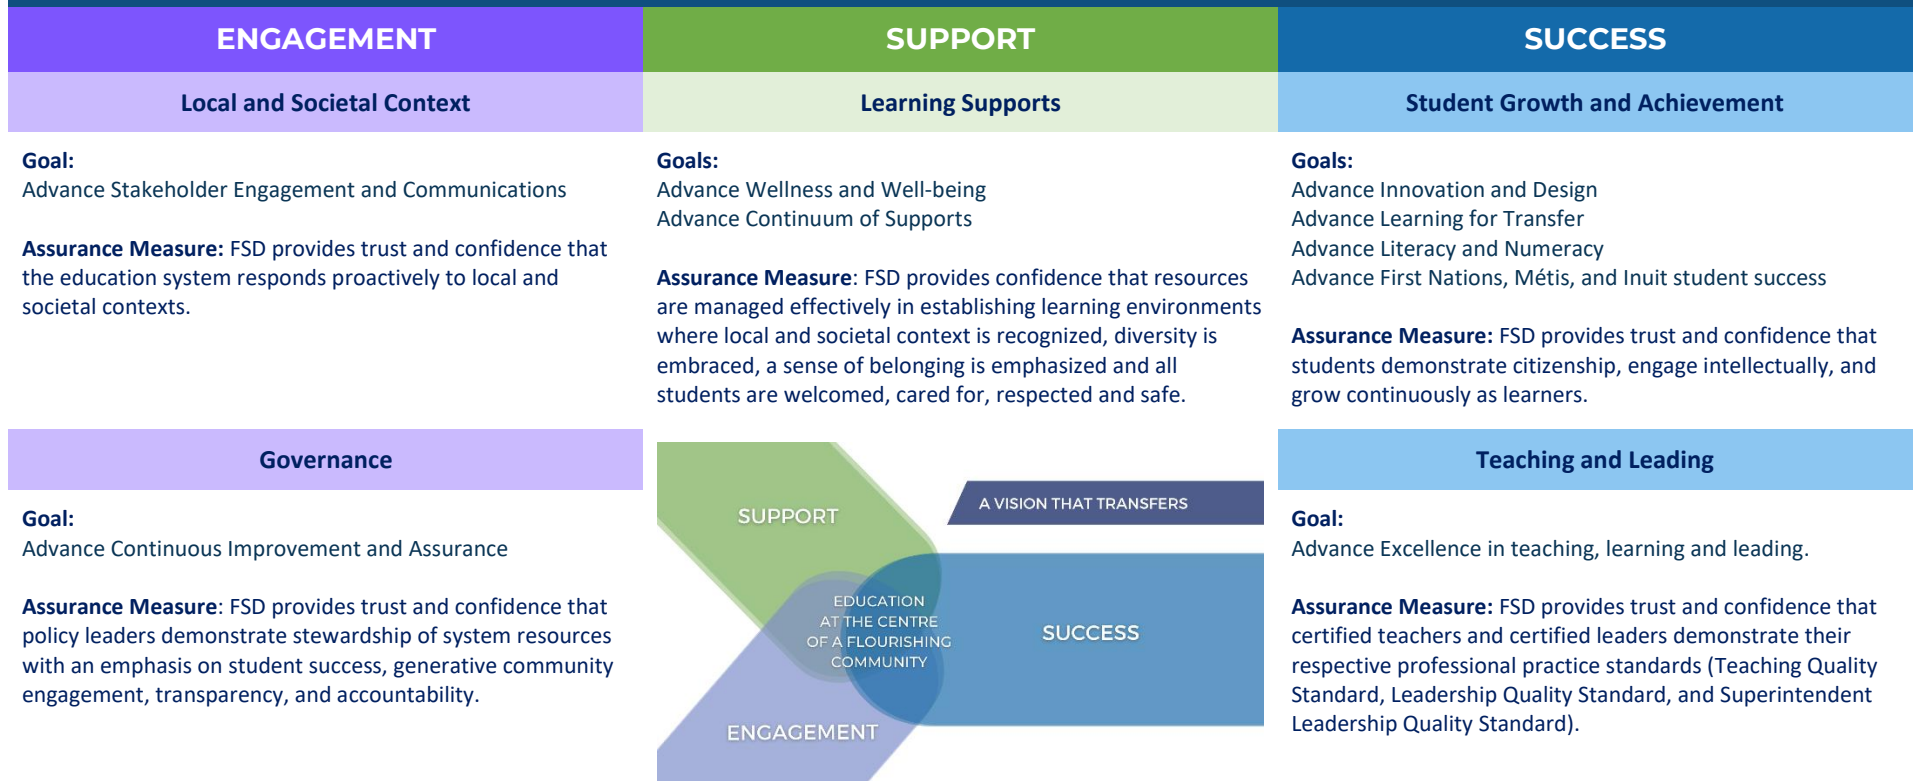 ENGAGEMENT
Local and Societal Context
Goal:
Advance Stakeholder Engagement and Communications
Assurance Measure: FSD provides trust and confidence that
the education system responds proactively to local and
societal contexts.
Governance
Goal:
Advance Continuous Improvement and Assurance
Assurance Measure: FSD provides trust and confidence that
policy leaders demonstrate stewardship of system resources
with an emphasis on student success, generative community
engagement, transparency, and accountability.
SUPPORT
Learning Supports
Goals:
Advance Wellness and Well-being
Advance Continuum of Supports
Assurance Measure: FSD provides confidence that resources
are managed effectively in establishing learning environments
where local and societal context is recognized, diversity is
embraced, a sense of belonging is emphasized and all
students are welcomed, cared for, respected and safe.
SUPPORT
A VISION THAT TRANSFERS
EDUCATION
AT THE CENTRE
OF A FLOURISHING
COMMUNITY
SUCCESS
ENGAGEMENT
SUCCESS
Student Growth and Achievement
Goals:
Advance Innovation and Design
Advance Learning for Transfer
Advance Literacy and Numeracy
Advance First Nations, Métis, and Inuit student success
Assurance Measure: FSD provides trust and confidence that
students demonstrate citizenship, engage intellectually, and
grow continuously as learners.
Teaching and Leading
Goal:
Advance Excellence in teaching, learning and leading.
Assurance Measure: FSD provides trust and confidence that
certified teachers and certified leaders demonstrate their
respective professional practice standards (Teaching Quality
Standard, Leadership Quality Standard, and Superintendent
Leadership Quality Standard).